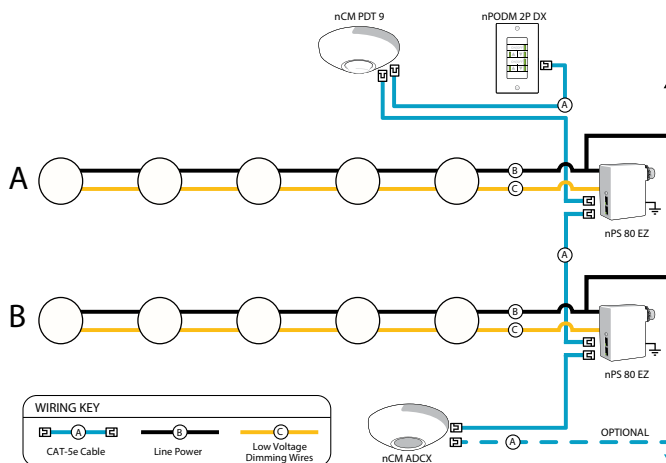 nCM PDT 9
nPODM 2P DX
A
A
B
C
nPS 80 EZ
A
B
B
C
nPS 80 EZ
WIRING KEY
A
B
C
CAT-5e Cable
Line Power
Low Voltage
Dimming Wires
nCM ADCX
A
OPTIONAL